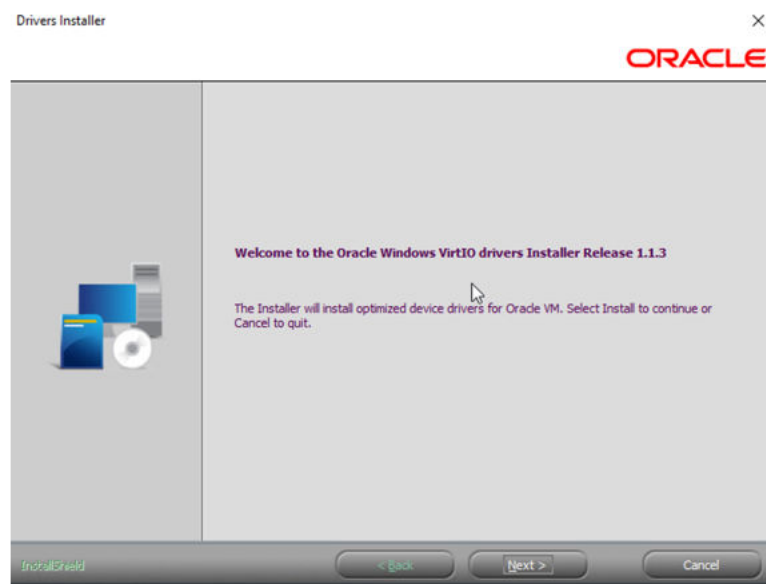 Drivers Installer
ORACLE
Welcome to the Oracle Windows VirtIO drivers Installer Release 1.1.3
The Installer will install optimized device drivers for Oracle VM. Select Install to continue or
Cancel to quit.
InstallShield
< Back
Next >
Cancel